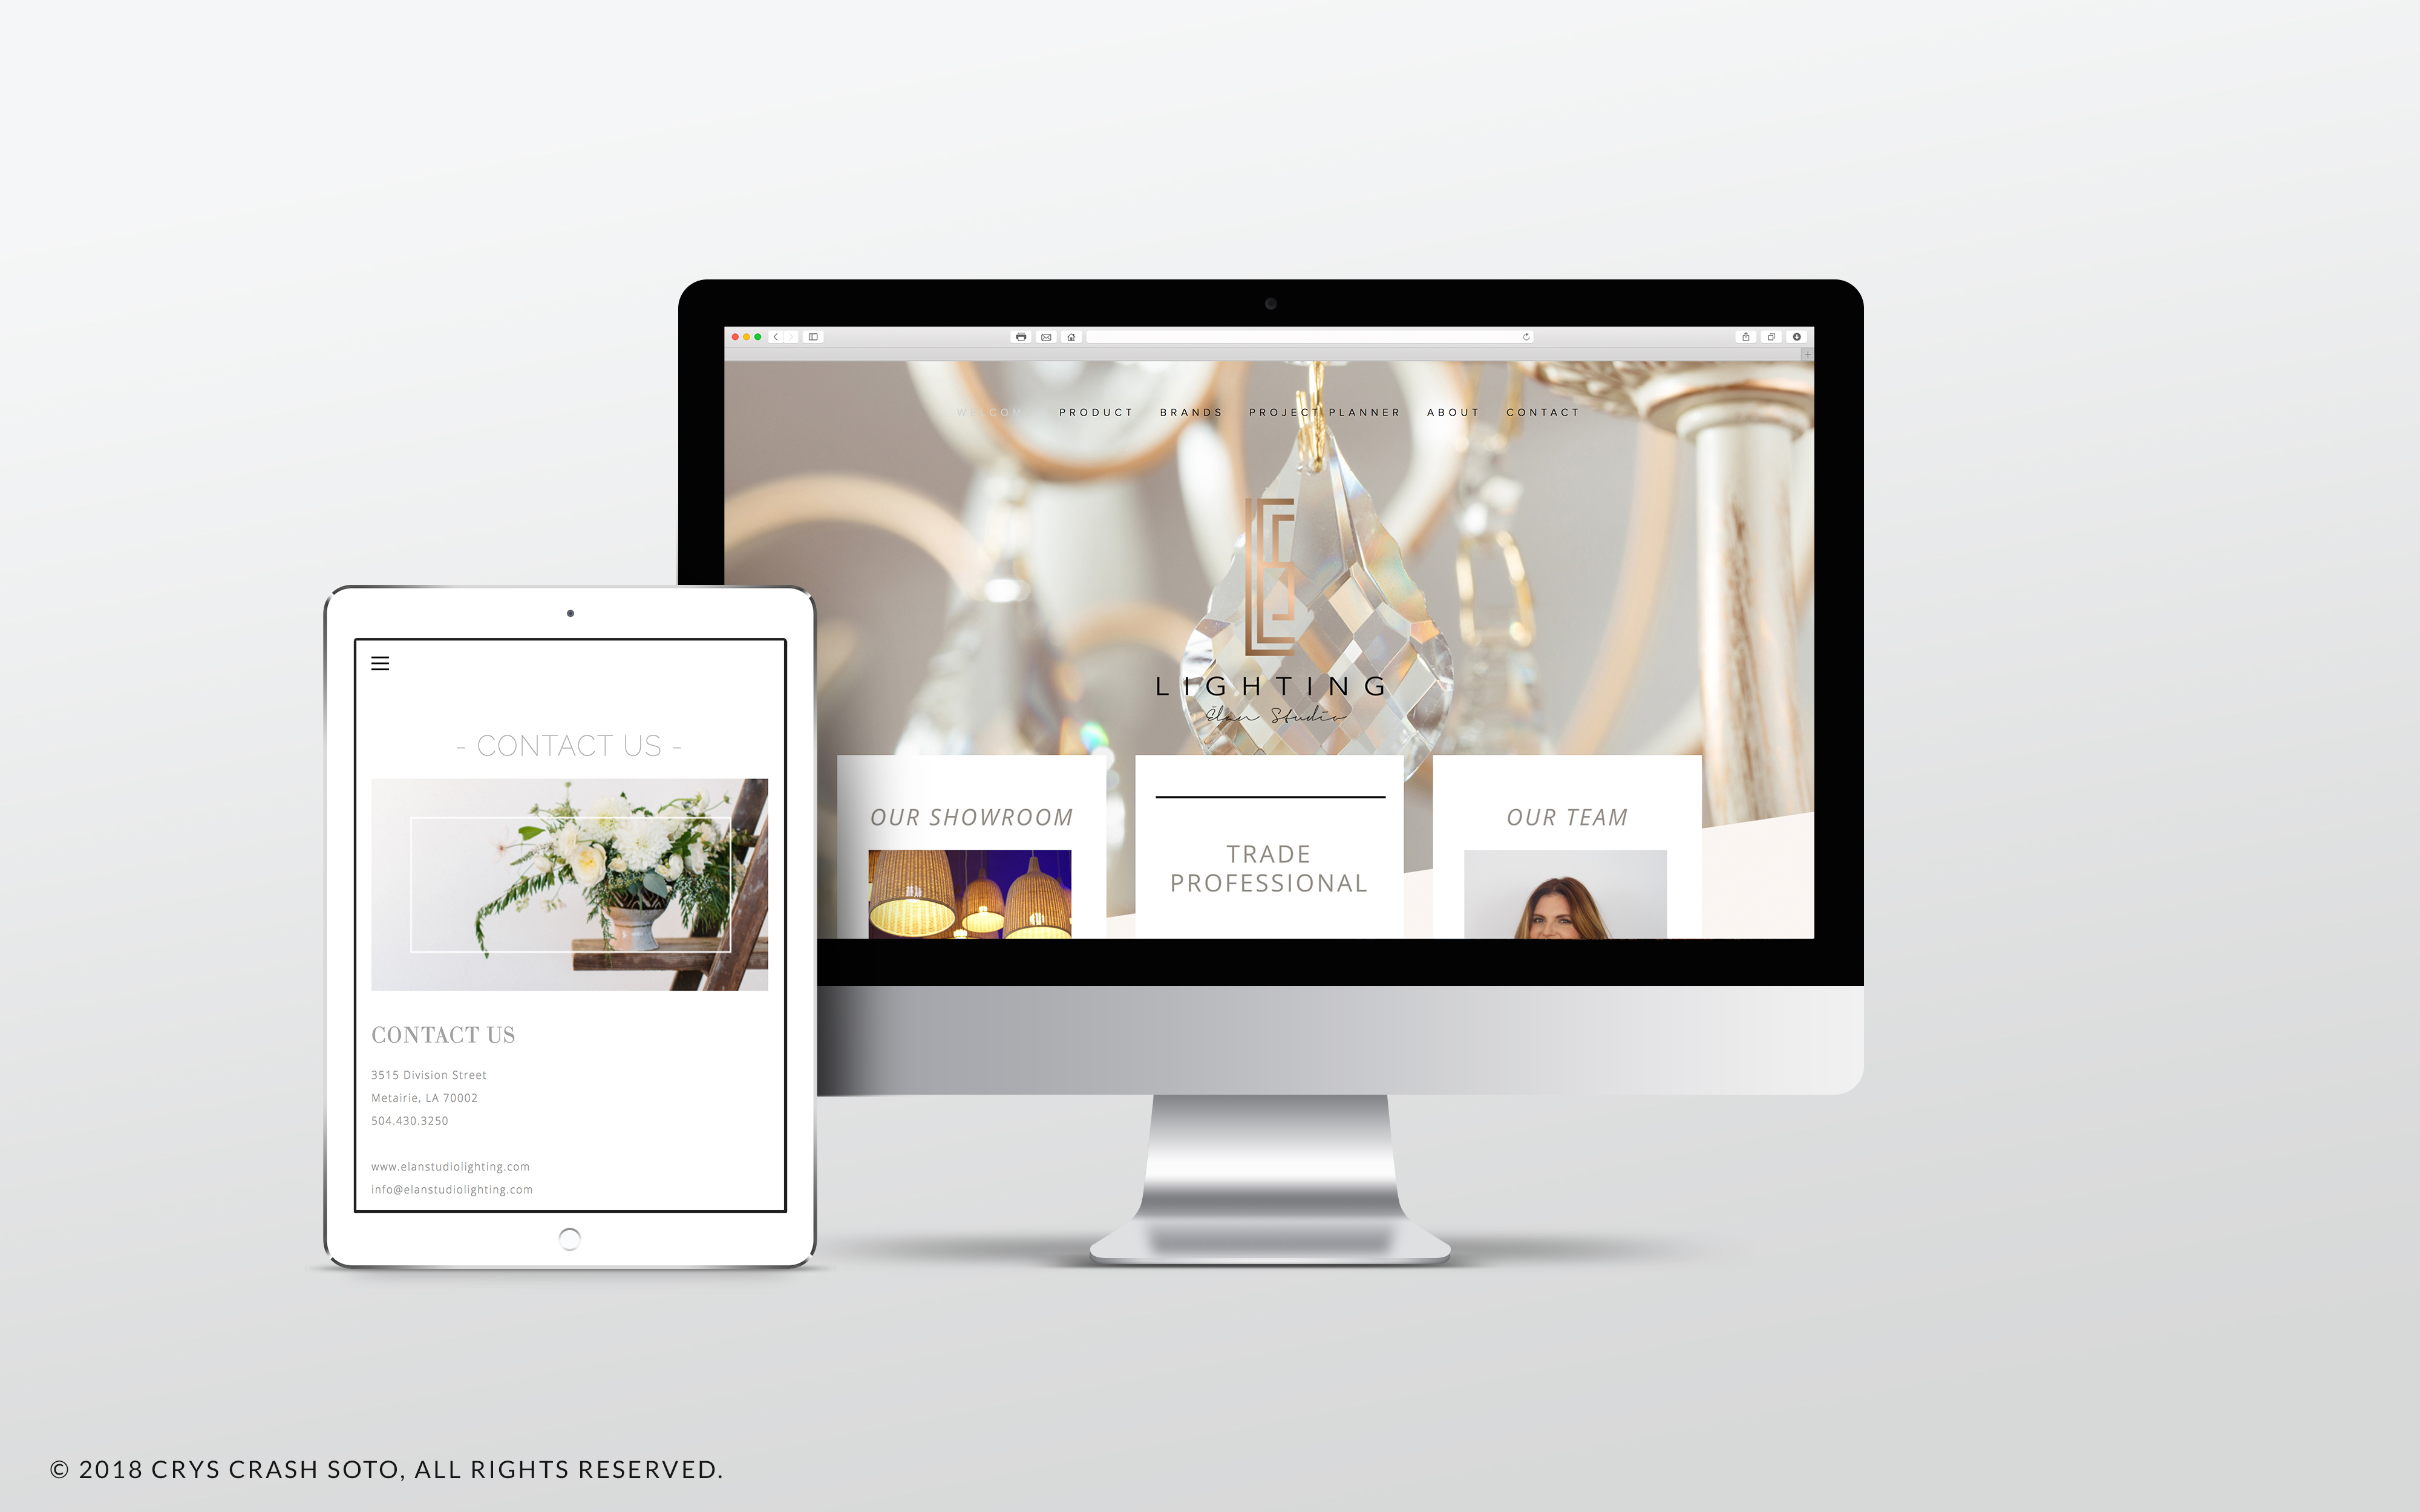 WELCOME PRODUCT BRANDS PROJECT PLANNER ABOUT CONTACT
LIGHTING
Élan Studio
OUR SHOWROOM
TRADE
PROFESSIONAL
OUR TEAM
- CONTACT US -
CONTACT US
3515 Division Street
Metairie, LA 70002
504.430.3250
www.elanstudiolighting.com
info@elanstudiolighting.com
© 2018 CRYS CRASH SOTO, ALL RIGHTS RESERVED.